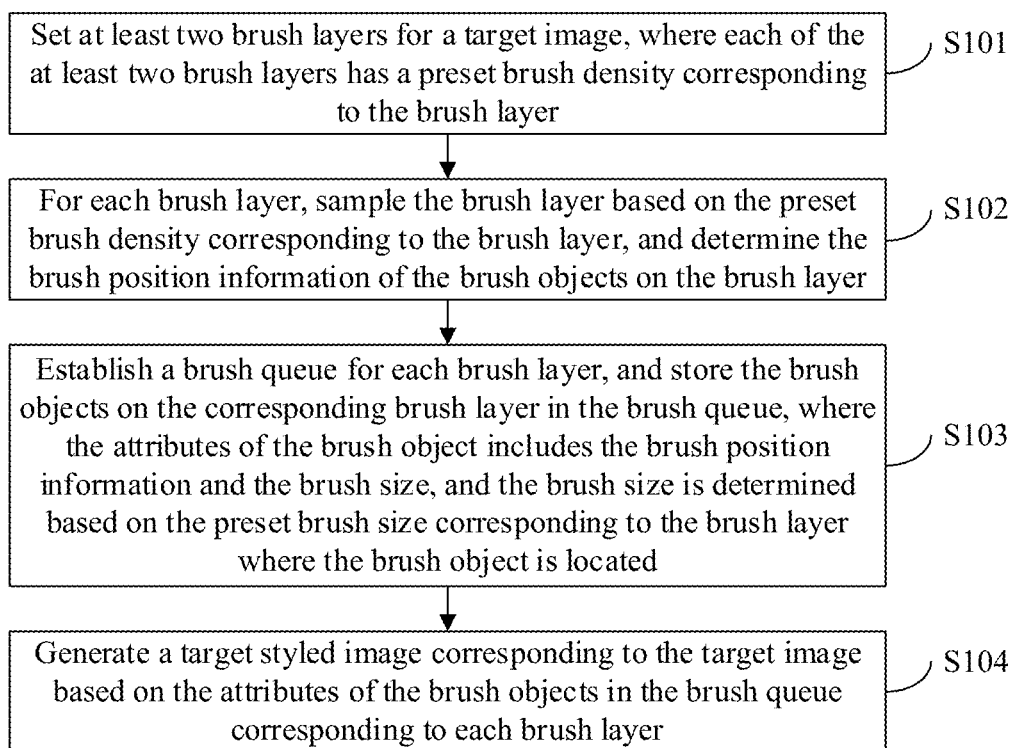 Set at least two brush layers for a target image, where each of the
at least two brush layers has a preset brush density corresponding
to the brush layer
S101
For each brush layer, sample the brush layer based on the preset
brush density corresponding to the brush layer, and determine the
brush position information of the brush objects on the brush layer
S102
Establish a brush queue for each brush layer, and store the brush
objects on the corresponding brush layer in the brush queue, where
the attributes of the brush object includes the brush position
information and the brush size, and the brush size is determined
based on the preset brush size corresponding to the brush layer
where the brush object is located
S103
Generate a target styled image corresponding to the target image
based on the attributes of the brush objects in the brush queue
corresponding to each brush layer
S104